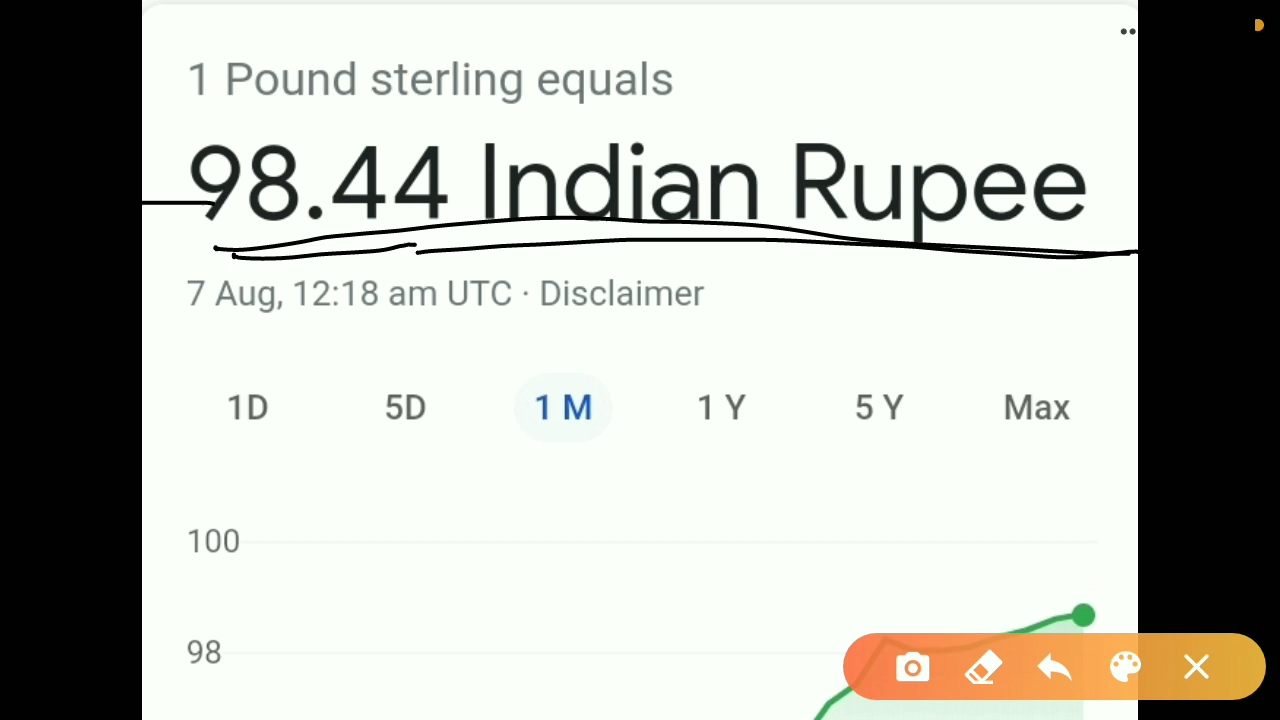 1 Pound sterling equals
98.44 Indian Rupee
7 Aug, 12:18 am UTC · Disclaimer
1D 5D 1 M 1 Y 5 Y Max
100
98